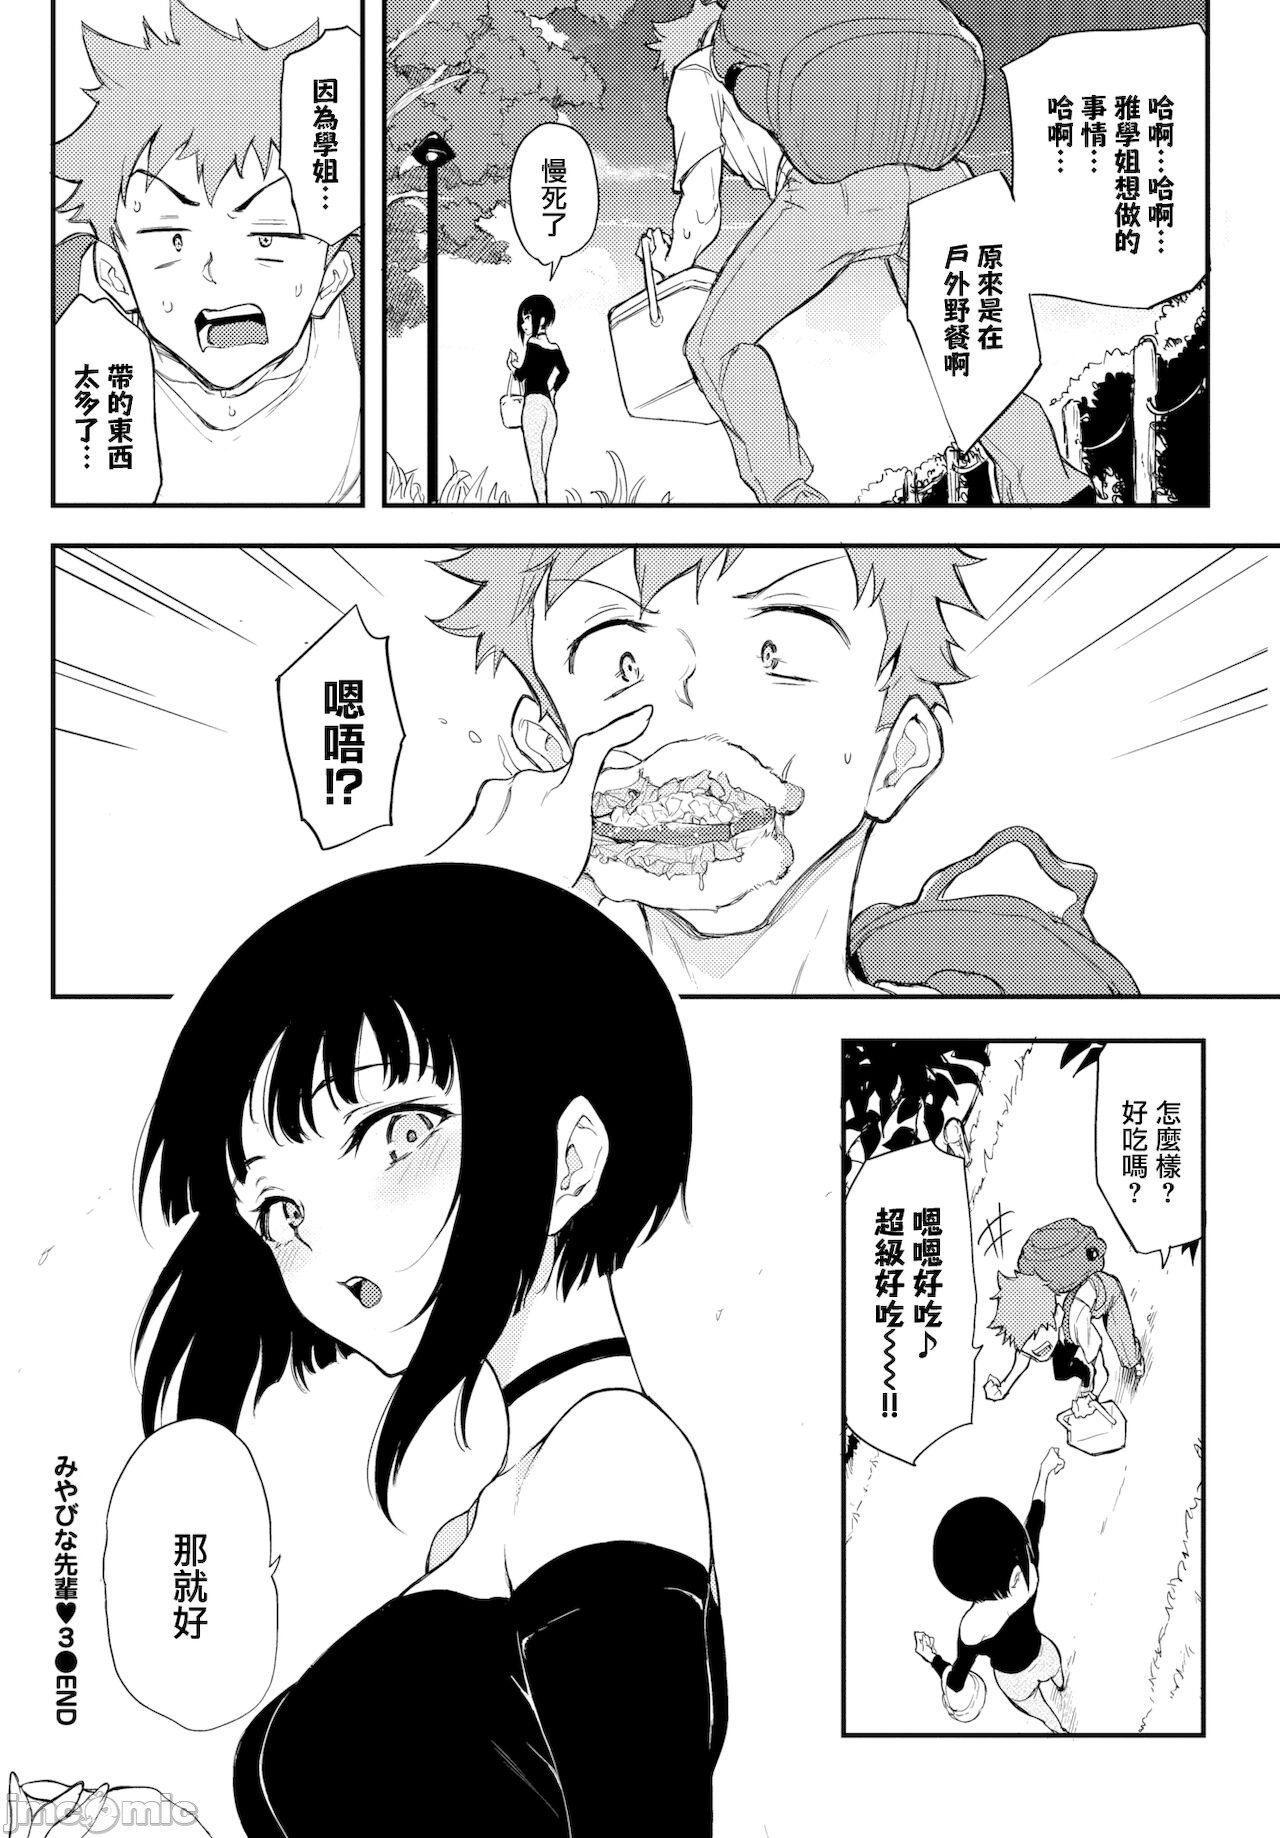 哈啊…哈啊…
雅學姐想做的
事情…
哈啊…
原來是在
戶外野餐啊
慢死了
因為學姐…
帶的東西
太多了…
嗯唔!?
怎麼樣?
好吃嗎?
嗯嗯好吃♪
超級好吃~~~~!!
那就好
みやびな先輩♥3●END
jmcomic